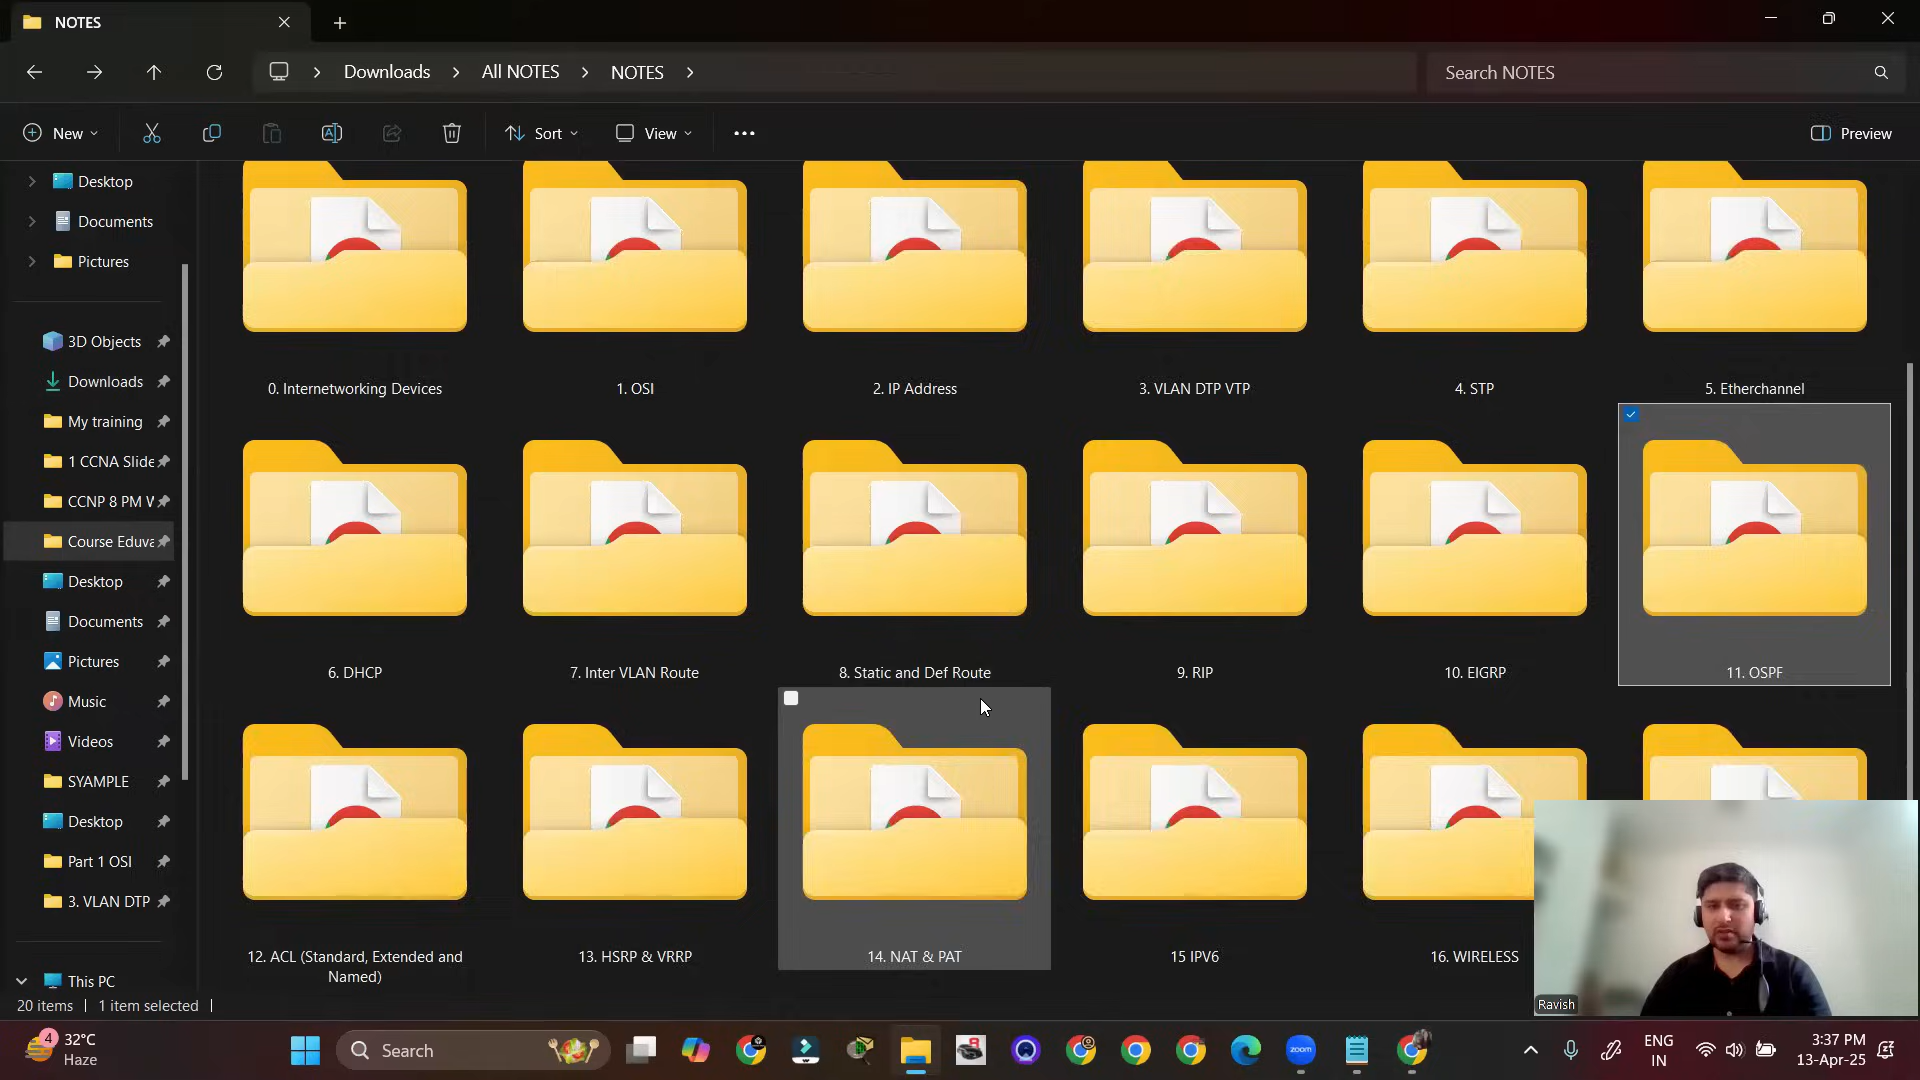 NOTES
Downloads
All NOTES
NOTES
Search NOTES
New
Sort
View
Preview
Desktop
Documents
Pictures
3D Objects
Downloads
My training
1 CCNA Slide
CCNP 8 PM W
Course Eduva
Desktop
Documents
Pictures
Music
Videos
SYAMPLE
Desktop
Part 1 OSI
3. VLAN DTP
This PC
0. Internetworking Devices
1. OSI
2. IP Address
3. VLAN DTP VTP
4. STP
5. Etherchannel
6. DHCP
7. Inter VLAN Route
8. Static and Def Route
9. RIP
10. EIGRP
11. OSPF
12. ACL (Standard, Extended and
Named)
13. HSRP & VRRP
14. NAT & PAT
15 IPV6
16. WIRELESS
Ravish
20 items
1 item selected
4
32°C
Haze
Search
zoom
ENG
IN
3:37 PM
13-Apr-25